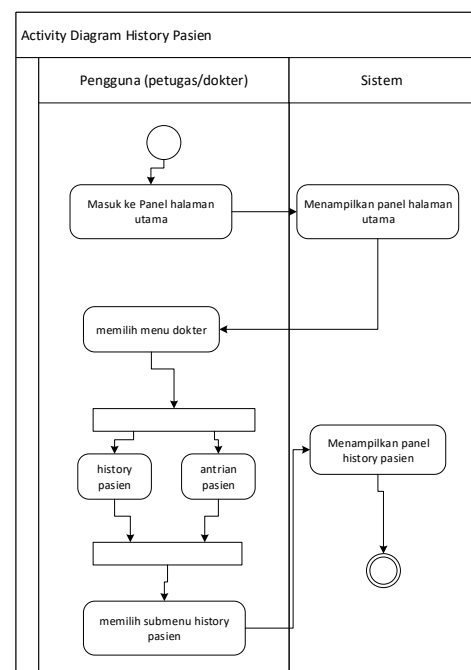 Activity Diagram History Pasien
Pengguna (petugas/dokter)
Sistem
Masuk ke Panel halaman
utama
Menampilkan panel halaman
utama
memilih menu dokter
history
pasien
antrian
pasien
Menampilkan panel
history pasien
memilih submenu history
pasien